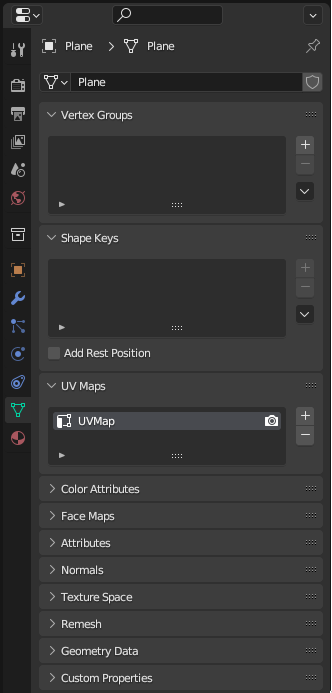 Plane Plane
Plane
Vertex Groups
Shape Keys
Add Rest Position
UV Maps
UVMap
Color Attributes
Face Maps
Attributes
Normals
Texture Space
Remesh
Geometry Data
Custom Properties